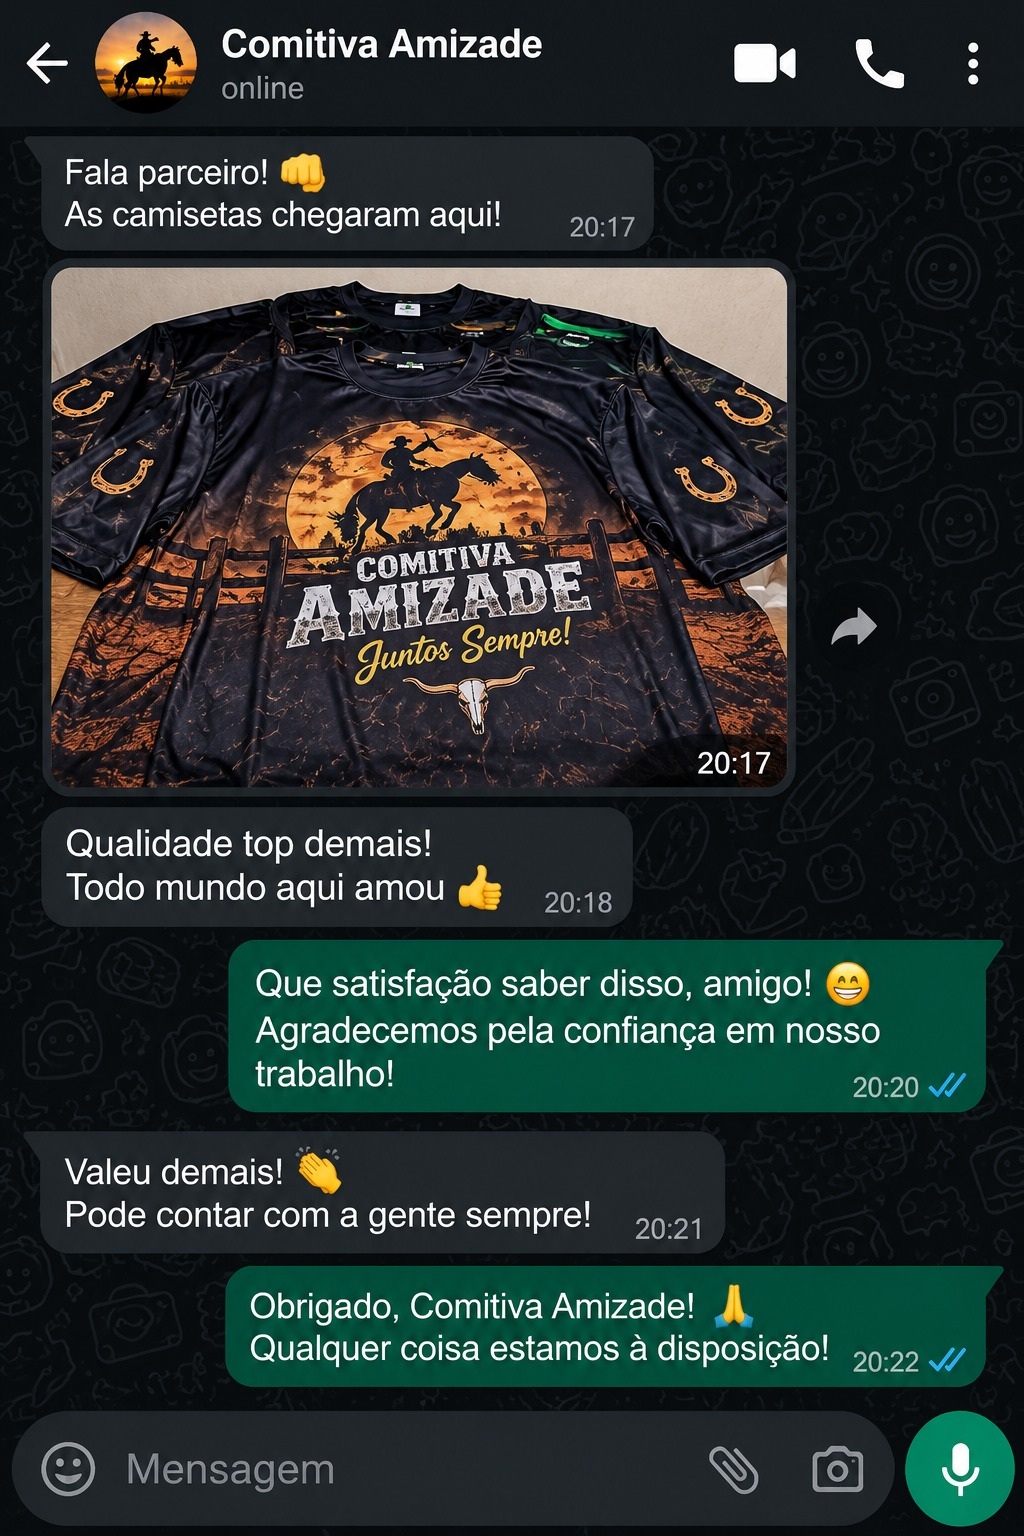 Comitiva Amizade
online
Fala parceiro! 👊
As camisetas chegaram aqui!
20:17
COMITIVA
AMIZADE
Juntos Sempre!
20:17
Qualidade top demais!
Todo mundo aqui amou 👍
20:18
Que satisfação saber disso, amigo! 😁
Agradecemos pela confiança em nosso
trabalho!
20:20
Valeu demais! 👏
Pode contar com a gente sempre!
20:21
Obrigado, Comitiva Amizade! 🙏
Qualquer coisa estamos à disposição!
20:22
Mensagem